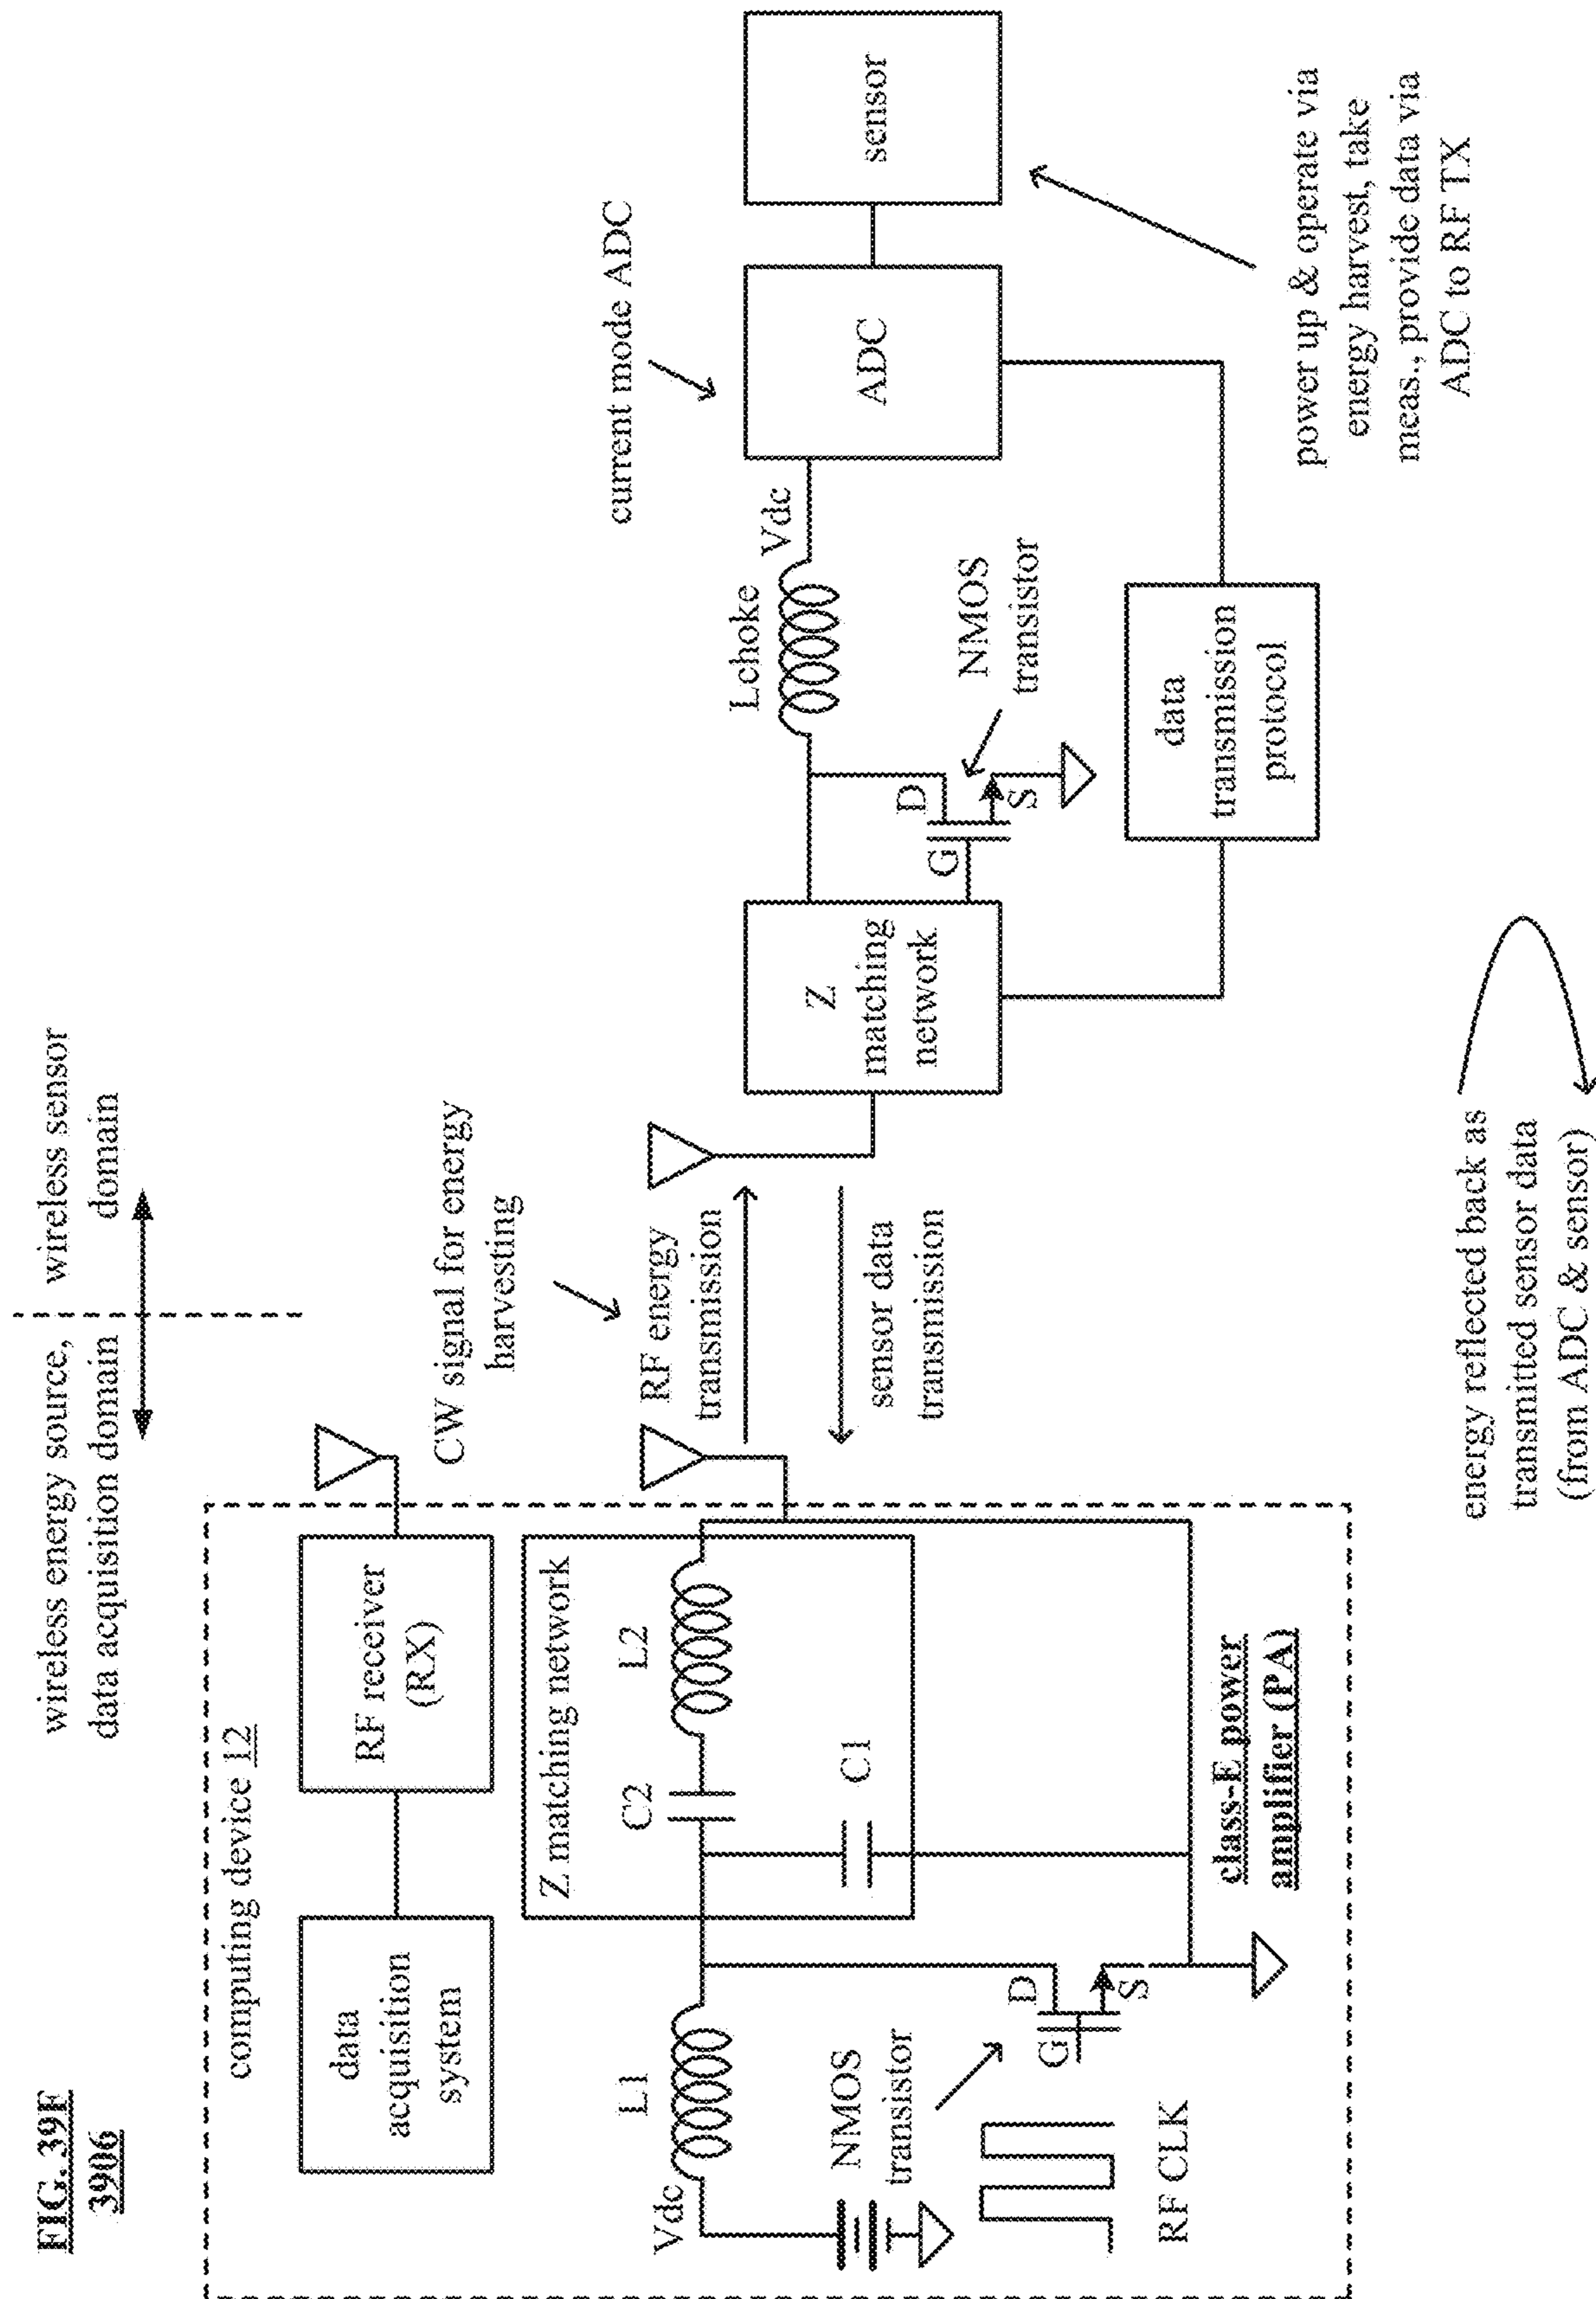 FIG. 39F
3906
wireless energy source,
data acquisition domain
wireless sensor
domain
computing device 12
data
acquisition
system
RF receiver
(RX)
CW signal for energy
harvesting
Z matching network
Vdc
L1
C2
L2
C1
NMOS
transistor
D
G
S
RF CLK
class-E power
amplifier (PA)
RF energy
transmission
sensor data
transmission
Z
matching
network
Lchoke
Vdc
D
G
S
NMOS
transistor
current mode ADC
ADC
sensor
data
transmission
protocol
power up & operate via
energy harvest, take
meas., provide data via
ADC to RF TX
energy reflected back as
transmitted sensor data
(from ADC & sensor)